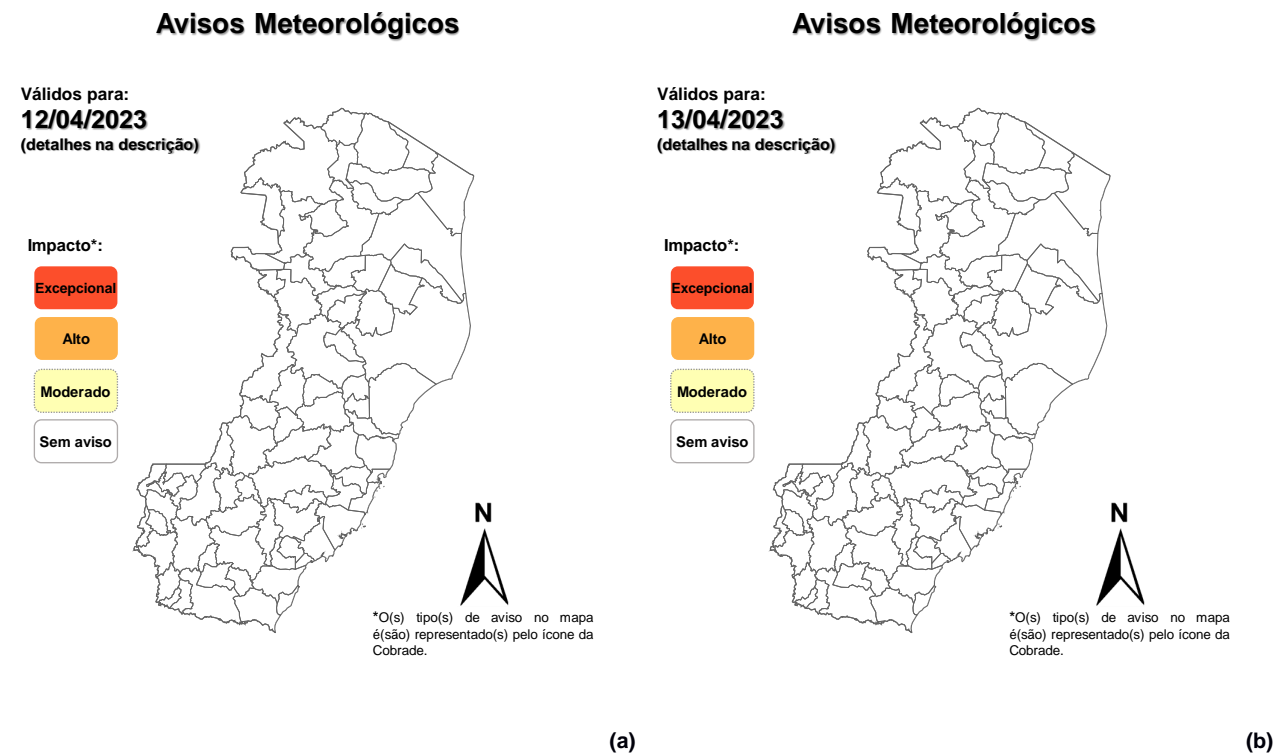 Avisos Meteorológicos
Válidos para:
12/04/2023
(detalhes na descrição)
Impacto*:
Excepcional
Alto
Moderado
Sem aviso
N
*O(s) tipo(s) de aviso no mapa
é(são) representado(s) pelo ícone da
Cobrade.
(a)
Avisos Meteorológicos
Válidos para:
13/04/2023
(detalhes na descrição)
Impacto*:
Excepcional
Alto
Moderado
Sem aviso
N
*O(s) tipo(s) de aviso no mapa
é(são) representado(s) pelo ícone da
Cobrade.
(b)